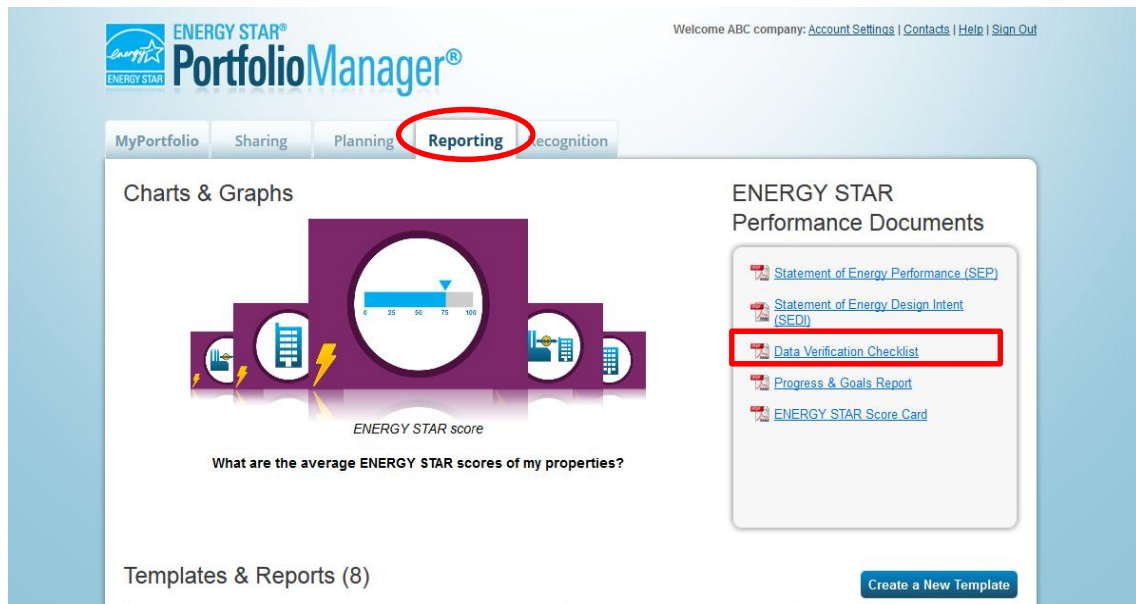 ENERGY STAR®
PortfolioManager®
energy
ENERGY STAR
Welcome ABC company: Account Settings | Contacts | Help | Sign Out
MyPortfolio Sharing Planning Reporting Recognition
Charts & Graphs
0 25 50 75 100
ENERGY STAR score
What are the average ENERGY STAR scores of my properties?
ENERGY STAR
Performance Documents
Statement of Energy Performance (SEP)
Statement of Energy Design Intent
(SEDI)
Data Verification Checklist
Progress & Goals Report
ENERGY STAR Score Card
Templates & Reports (8)
Create a New Template